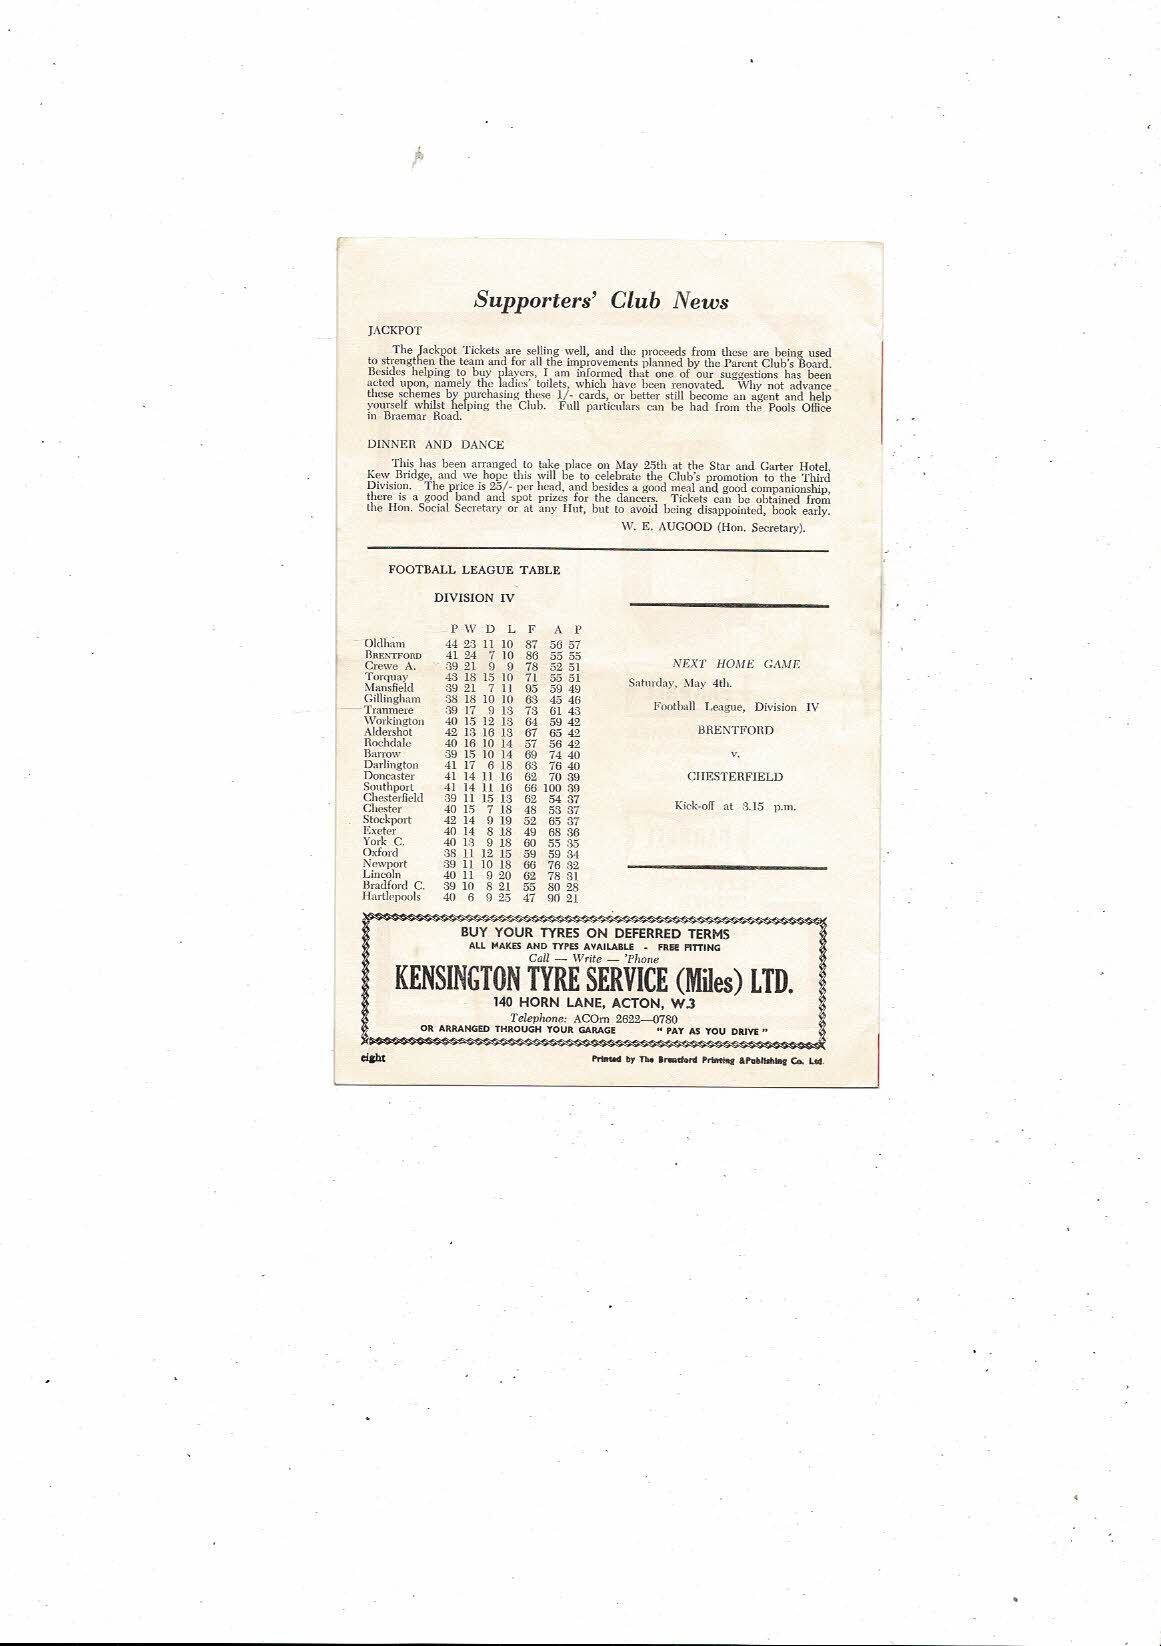 Supporters' Club News
JACKPOT
The Jackpot Tickets are selling well, and the proceeds from these are being used
to strengthen the team and for all the improvements planned by the Parent Club's Board.
Besides helping to buy players, I am informed that one of our suggestions has been
acted upon, namely the ladies' toilets, which have been renovated. Why not advance
these schemes by purchasing these 1/- cards, or better still become an agent and help
yourself whilst helping the Club. Full particulars can be had from the Pools Office
in Braemar Road.
DINNER AND DANCE
This has been arranged to take place on May 25th at the Star and Garter Hotel,
Kew Bridge, and we hope this will be to celebrate the Club's promotion to the Third
Division. The price is 25/- per head, and besides a good meal and good companionship,
there is a good band and spot prizes for the dancers. Tickets can be obtained from
the Hon. Social Secretary or at any Hut, but to avoid being disappointed, book early.
W. E. AUGOOD (Hon. Secretary).
FOOTBALL LEAGUE TABLE
DIVISION IV
P W D L F A P
Oldham 44 23 11 10 87 56 57
BRENTFORD 41 24 7 10 86 55 55
Crewe A. 39 21 9 9 78 52 51
Torquay 43 18 15 10 71 55 51
Mansfield 39 21 7 11 95 59 49
Gillingham 38 18 10 10 63 45 46
Tranmere 39 17 9 13 73 61 43
Workington 40 15 12 13 64 59 42
Aldershot 42 13 16 13 67 65 42
Rochdale 40 16 10 14 57 56 42
Barrow 39 15 10 14 69 74 40
Darlington 41 17 6 18 63 76 40
Doncaster 41 14 11 16 62 70 39
Southport 41 14 11 16 66 100 39
Chesterfield 39 11 15 13 62 54 37
Chester 40 15 7 18 48 53 37
Stockport 42 14 9 19 52 65 37
Exeter 40 14 8 18 49 68 36
York C. 40 13 9 18 60 55 35
Oxford 38 11 12 15 59 59 34
Newport 39 11 10 18 66 76 32
Lincoln 40 11 9 20 62 78 31
Bradford C. 39 10 8 21 55 80 28
Hartlepools 40 6 9 25 47 90 21
NEXT HOME GAME
Saturday, May 4th.
Football League, Division IV
BRENTFORD
v.
CHESTERFIELD
Kick-off at 3.15 p.m.
BUY YOUR TYRES ON DEFERRED TERMS
ALL MAKES AND TYPES AVAILABLE - FREE FITTING
Call — Write — 'Phone
KENSINGTON TYRE SERVICE (Miles) LTD.
140 HORN LANE, ACTON, W.3
Telephone: ACOrn 2622—0780
OR ARRANGED THROUGH YOUR GARAGE "PAY AS YOU DRIVE"
eight Printed by The Brentford Printing &Publishing Co. Ltd.